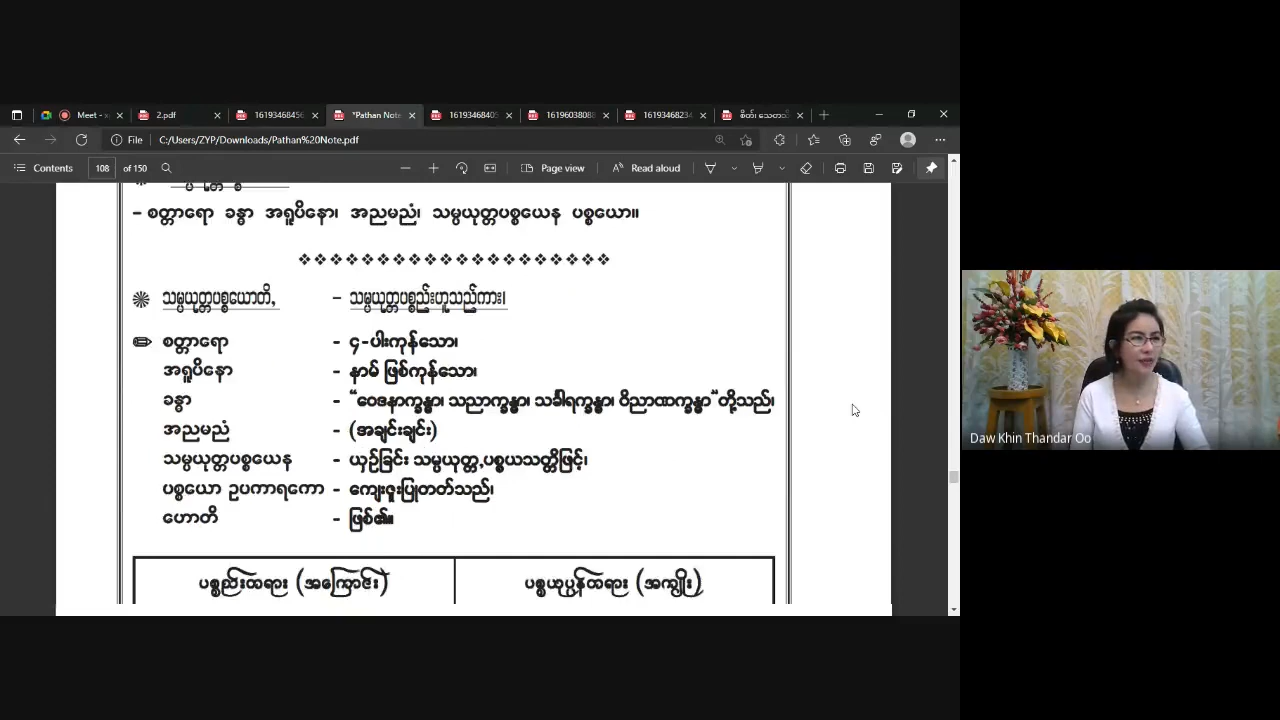 Meet - x
2.pdf
16193468456
*Pathan Note
1619346840
16196038088
1619346823
စိတ်၊ စေတသိ
File
C:/Users/ZYP/Downloads/Pathan%20Note.pdf
Contents 108 of 150
Page view
Read aloud
– စတ္တာရော ခန္ဓာ အရူပိနော၊ အညမညံ၊ သမ္ပယုတ္တပစ္စယေန ပစ္စယော။
သမ္ပယုတ္တပစ္စယောတိ, – သမ္ပယုတ္တပစ္စည်းဟူသည်ကား၊
စတ္တာရော – ၄-ပါးကုန်သော၊
အရူပိနော – နာမ် ဖြစ်ကုန်သော၊
ခန္ဓာ – “ဝေဒနာက္ခန္ဓာ၊ သညာက္ခန္ဓာ၊ သင်္ခါရက္ခန္ဓာ၊ ဝိညာဏက္ခန္ဓာ“တို့သည်၊
အညမညံ – (အချင်းချင်း)
သမ္ပယုတ္တပစ္စယေန – ယှဉ်ခြင်း သမ္ပယုတ္တ,ပစ္စယသတ္တိဖြင့်၊
ပစ္စယော ဥပကာရကော – ကျေးဇူးပြုတတ်သည်၊
ဟောတိ – ဖြစ်၏။
ပစ္စည်းတရား (အကြောင်း) ပစ္စယုပ္ပန်တရား (အကျိုး)
Daw Khin Thandar Oo